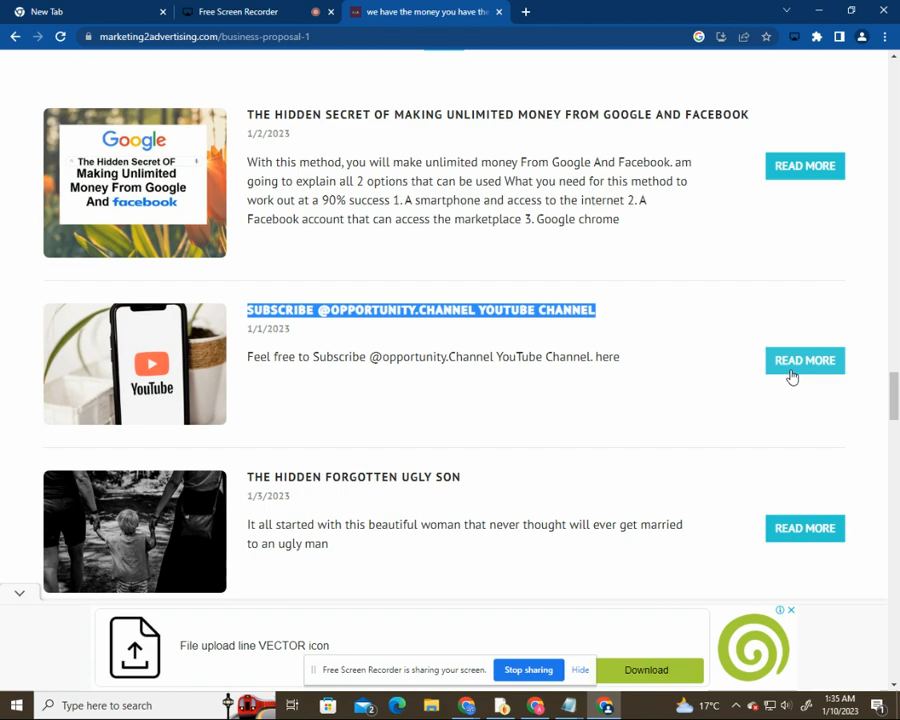 New Tab
Free Screen Recorder
we have the money you have the
marketing2advertising.com/business-proposal-1
Google
The Hidden Secret OF
Making Unlimited
Money From Google
And facebook
THE HIDDEN SECRET OF MAKING UNLIMITED MONEY FROM GOOGLE AND FACEBOOK
1/2/2023
With this method, you will make unlimited money From Google And Facebook. am
going to explain all 2 options that can be used What you need for this method to
work out at a 90% success 1. A smartphone and access to the internet 2. A
Facebook account that can access the marketplace 3. Google chrome
READ MORE
YouTube
SUBSCRIBE @OPPORTUNITY.CHANNEL YOUTUBE CHANNEL
1/1/2023
Feel free to Subscribe @opportunity.Channel YouTube Channel. here
READ MORE
THE HIDDEN FORGOTTEN UGLY SON
1/3/2023
It all started with this beautiful woman that never thought will ever get married
to an ugly man
READ MORE
File upload line VECTOR icon
Download
Free Screen Recorder is sharing your screen.
Stop sharing
Hide
Type here to search
17°C
1:35 AM
1/10/2023